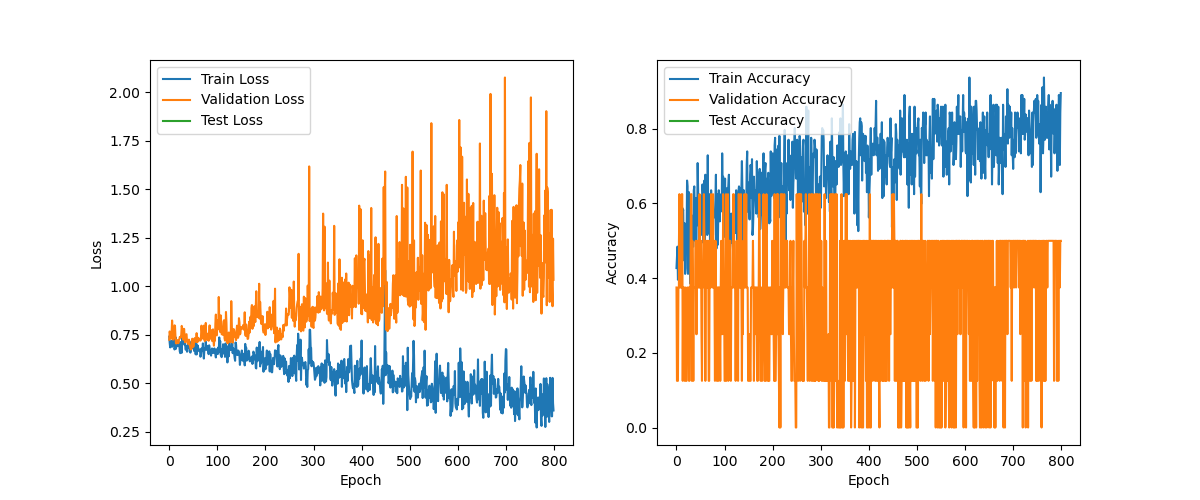 Train Loss
Validation Loss
Test Loss
2.00
1.75
1.50
1.25
1.00
0.75
0.50
0.25
Loss
0 100 200 300 400 500 600 700 800
Epoch
Train Accuracy
Validation Accuracy
Test Accuracy
0.8
0.6
0.4
0.2
0.0
Accuracy
0 100 200 300 400 500 600 700 800
Epoch